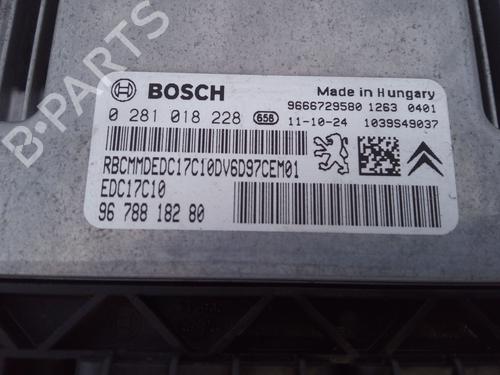 BOSCH
Made in Hungary
9666729580 1263 0401
0 281 018 228 658
11-10-24 1039S49037
RBCMMDEDC17C10DV6D97CEM01
EDC17C10
96 788 182 80